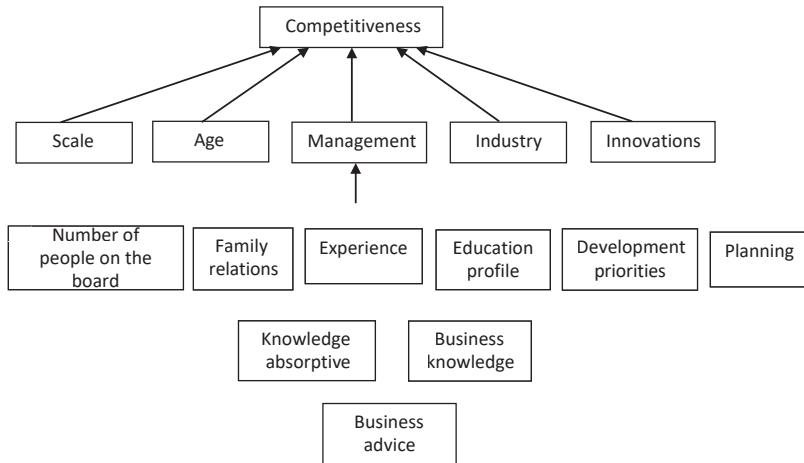 Competitiveness
Scale
Age
Management
Industry
Innovations
Number of
people on the
board
Family
relations
Experience
Education
profile
Development
priorities
Planning
Knowledge
absorptive
Business
knowledge
Business
advice